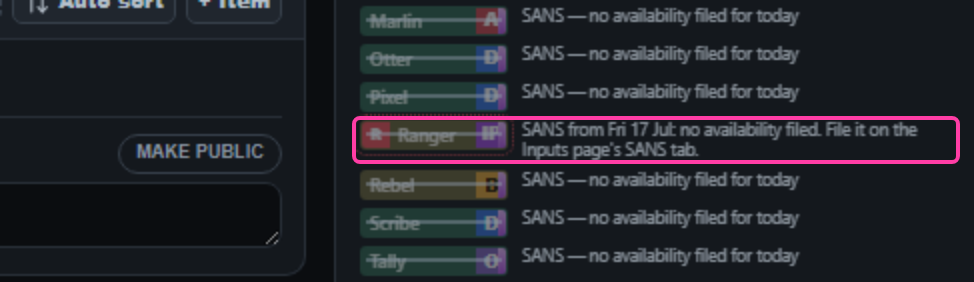 Auto sort
+ Item
MAKE PUBLIC
Marlin A SANS — no availability filed for today
Otter D SANS — no availability filed for today
Pixel D SANS — no availability filed for today
R Ranger IP SANS from Fri 17 Jul: no availability filed. File it on the
Inputs page's SANS tab.
Rebel B SANS — no availability filed for today
Scribe D SANS — no availability filed for today
Tally O SANS — no availability filed for today